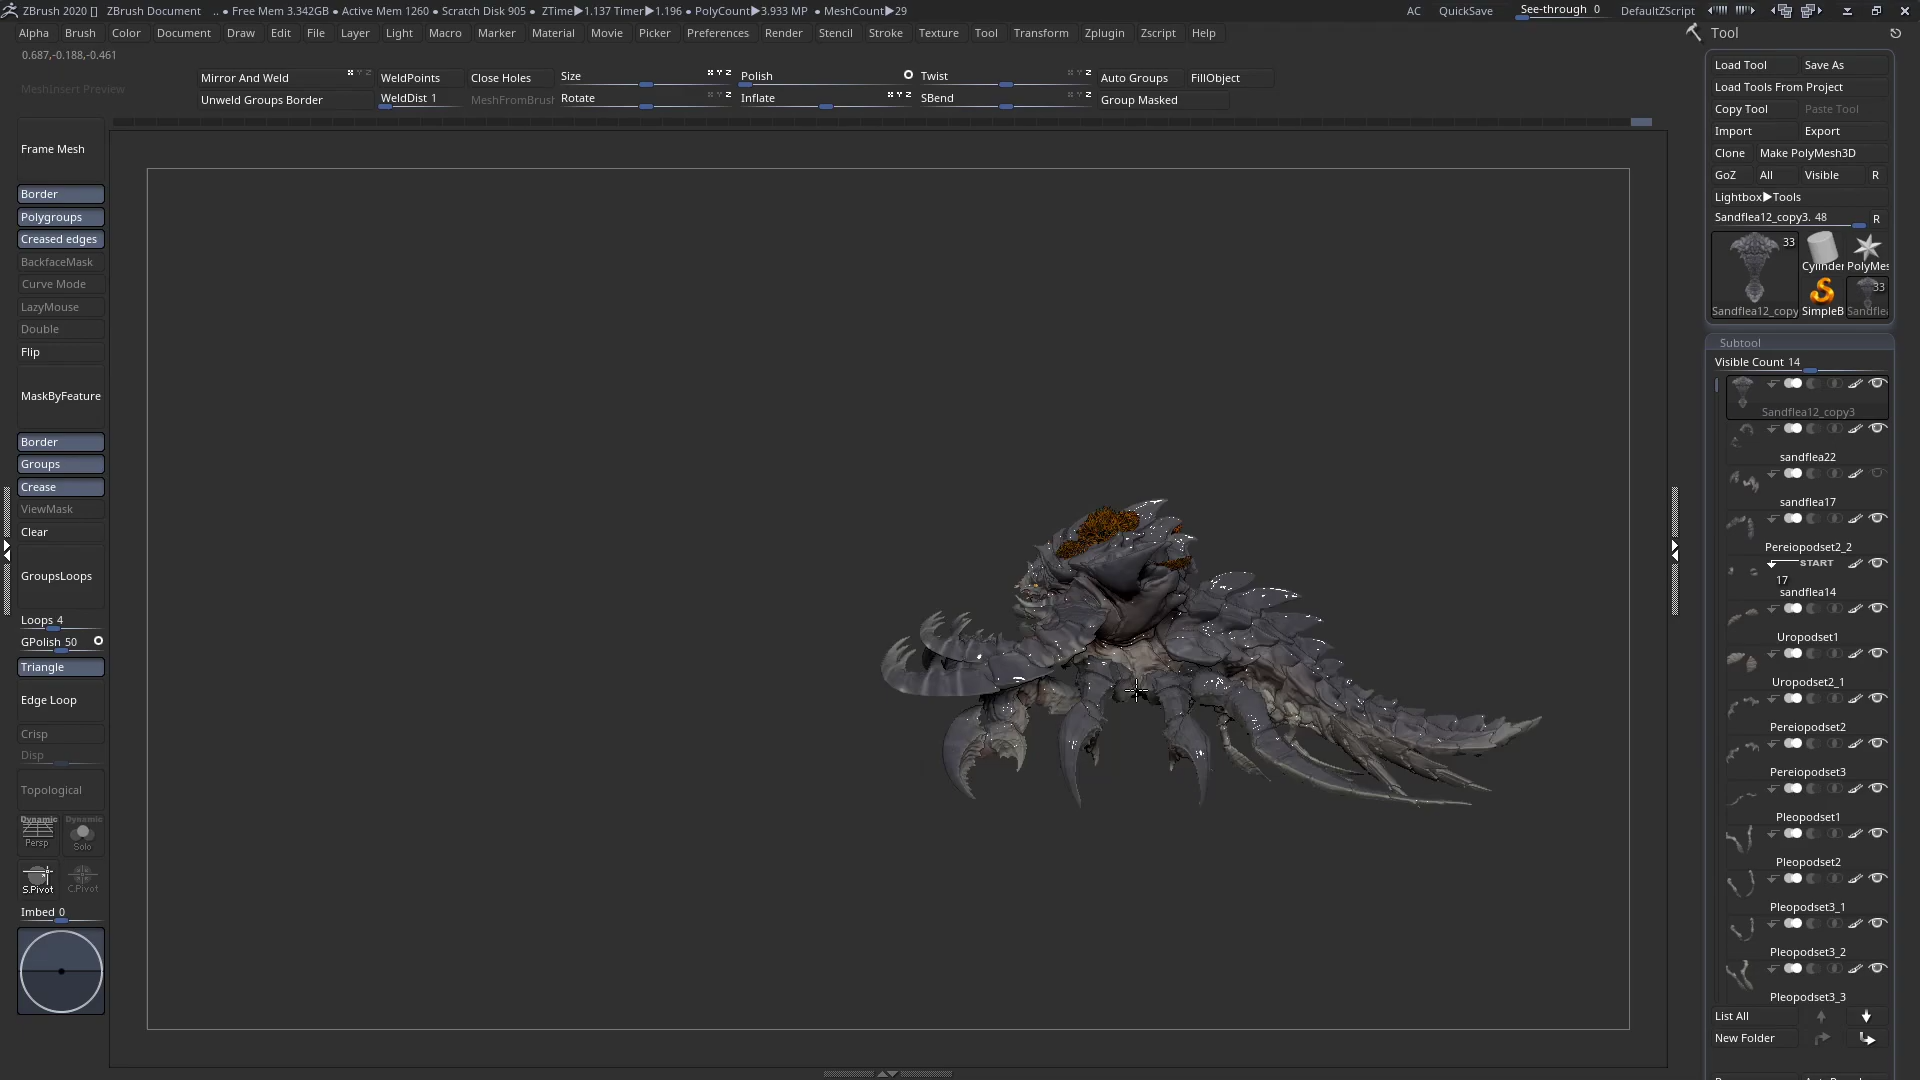 ZBrush 2020 [] ZBrush Document .. • Free Mem 3.342GB • Active Mem 1260 • Scratch Disk 905 • ZTime▶1.137 Timer▶1.196 • PolyCount▶3.933 MP • MeshCount▶29 AC QuickSave See-through 0 DefaultZScript
Alpha Brush Color Document Draw Edit File Layer Light Macro Marker Material Movie Picker Preferences Render Stencil Stroke Texture Tool Transform Zplugin Zscript Help
0.687,-0.188,-0.461
MeshInsert Preview
Mirror And Weld WeldPoints Close Holes Size Polish Twist Auto Groups FillObject
Unweld Groups Border WeldDist 1 MeshFromBrush Rotate Inflate SBend Group Masked
Frame Mesh
Border
Polygroups
Creased edges
BackfaceMask
Curve Mode
LazyMouse
Double
Flip
MaskByFeature
Border
Groups
Crease
ViewMask
Clear
GroupsLoops
Loops 4
GPolish 50
Triangle
Edge Loop
Crisp
Disp
Topological
Dynamic Dynamic
Persp Solo
S.Pivot C.Pivot
Imbed 0
Tool
Load Tool Save As
Load Tools From Project
Copy Tool Paste Tool
Import Export
Clone Make PolyMesh3D
GoZ All Visible R
Lightbox▶Tools
Sandflea12_copy3. 48 R
33
Cylinder PolyMes
33
Sandflea12_copy SimpleB Sandflea
Subtool
Visible Count 14
Sandflea12_copy3
sandflea22
sandflea17
Pereiopodset2_2
START
17
sandflea14
Uropodset1
Uropodset2_1
Pereiopodset2
Pereiopodset3
Pleopodset1
Pleopodset2
Pleopodset3_1
Pleopodset3_2
Pleopodset3_3
List All
New Folder